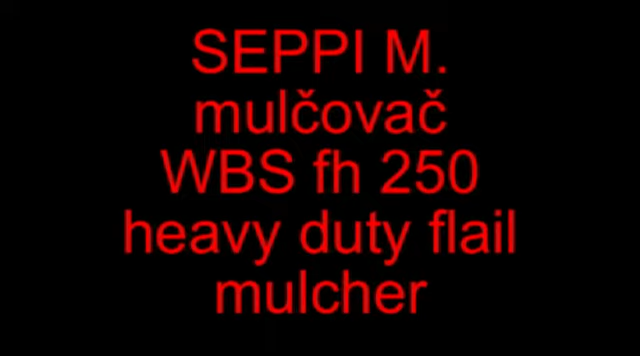 SEPPI M.
mulčovač
WBS fh 250
heavy duty flail
mulcher